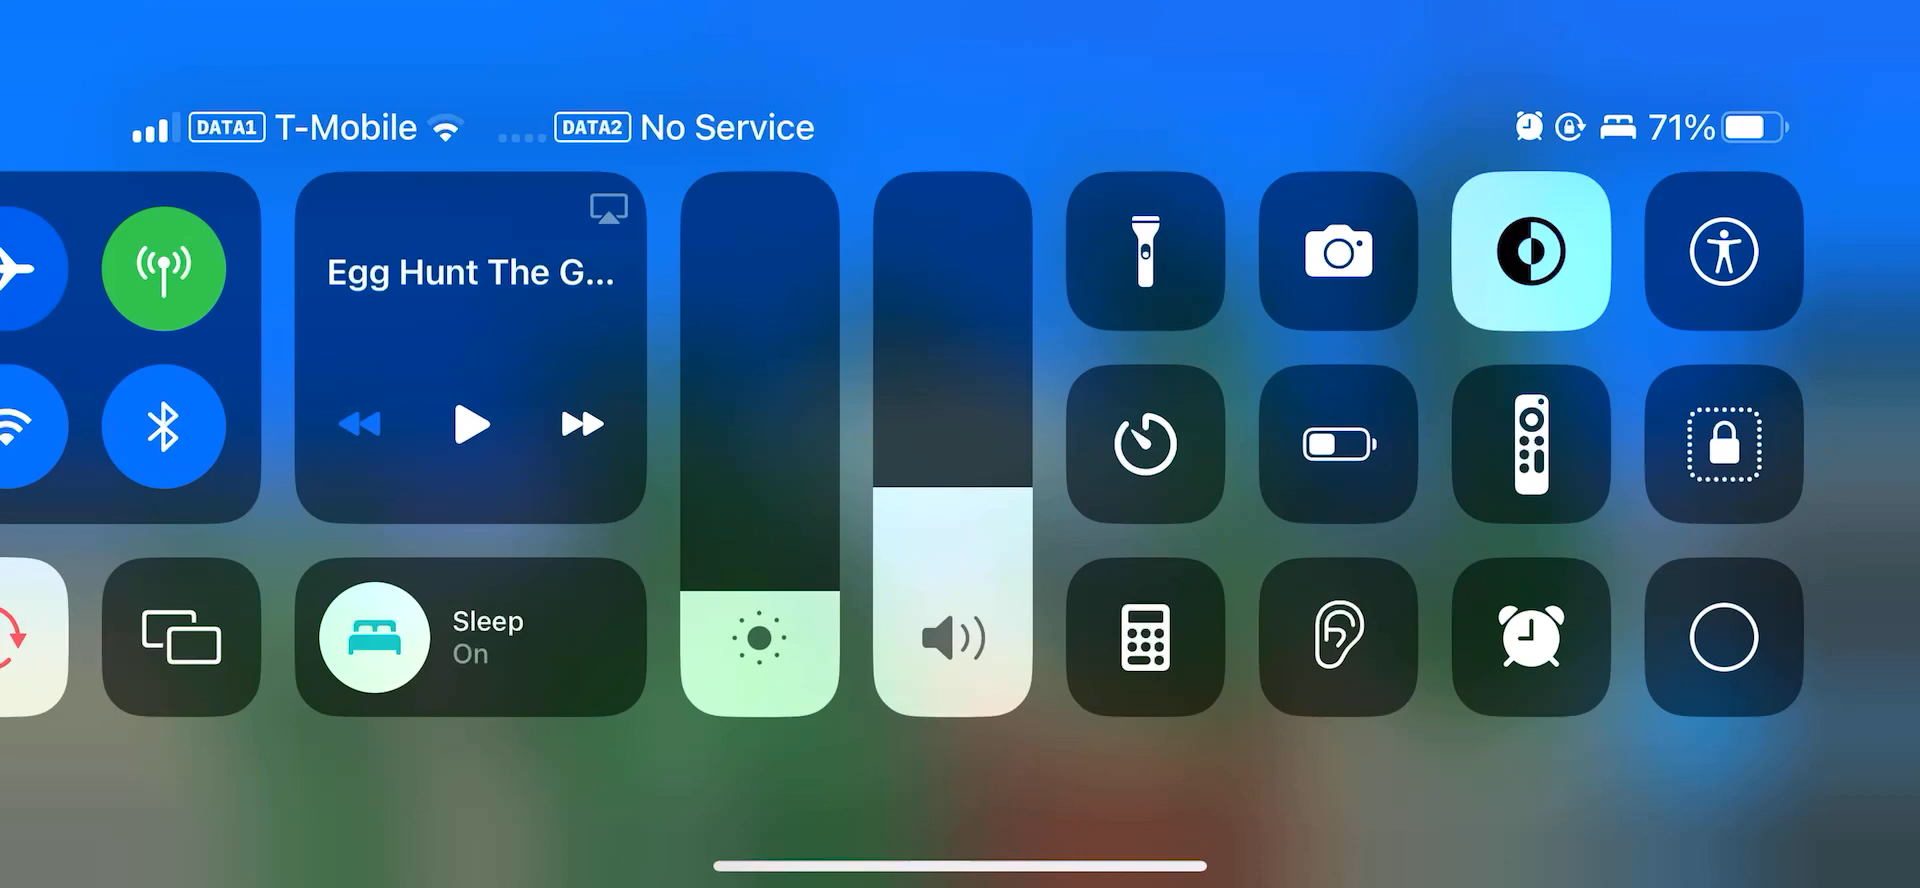 DATA1 T-Mobile DATA2 No Service 71%
Egg Hunt The G...
Sleep
On